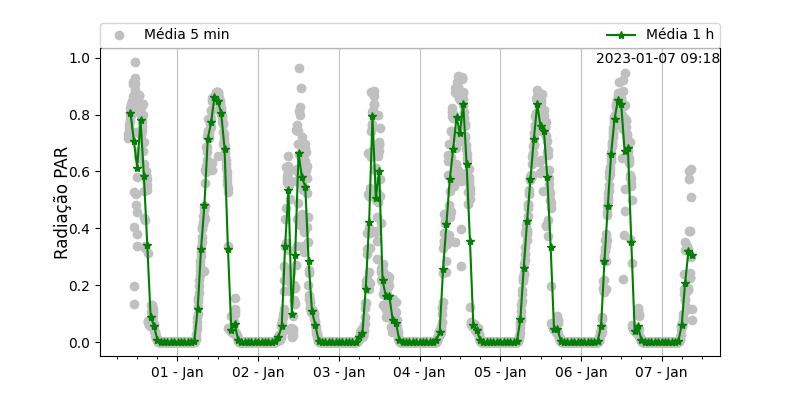 Média 5 min
Média 1 h
2023-01-07 09:18
Radiação PAR
1.0
0.8
0.6
0.4
0.2
0.0
01 - Jan
02 - Jan
03 - Jan
04 - Jan
05 - Jan
06 - Jan
07 - Jan